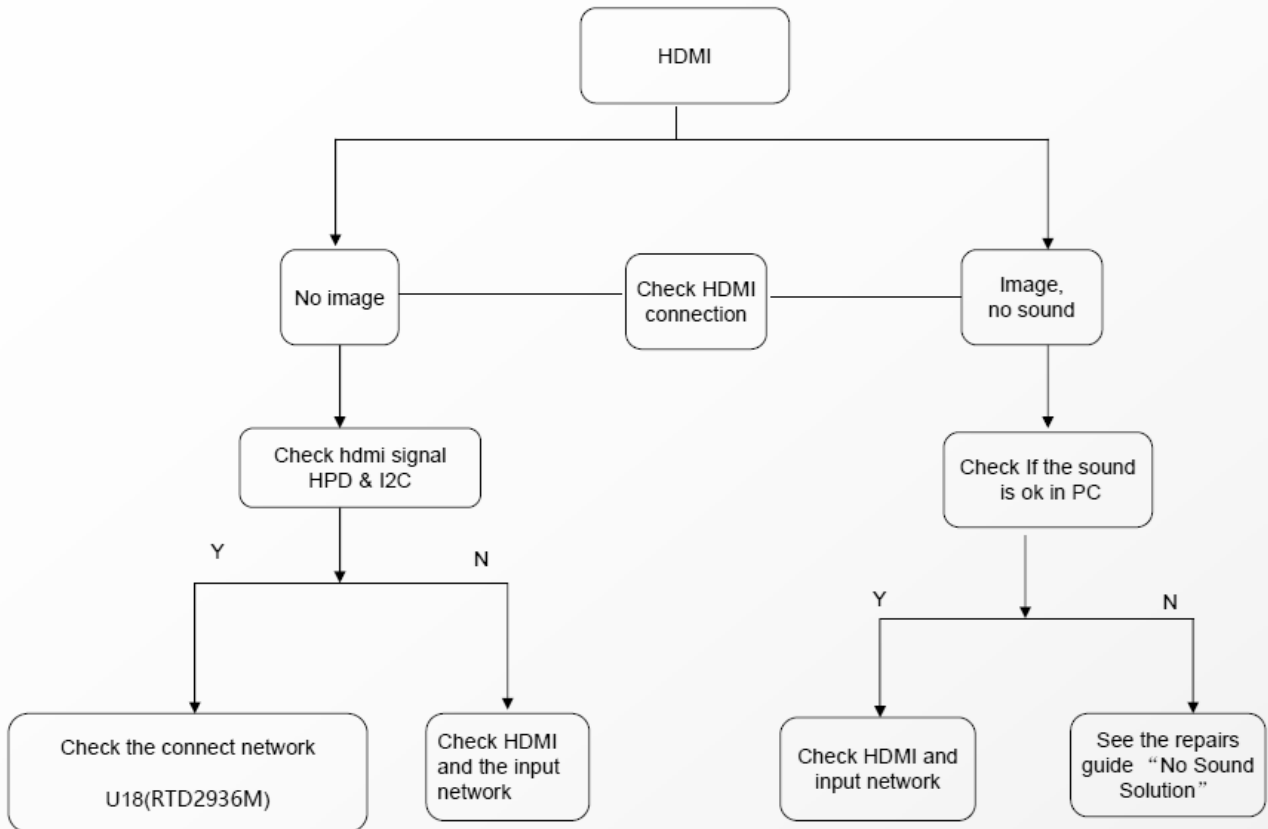 HDMI
No image
Check HDMI
connection
Image,
no sound
Check hdmi signal
HPD & I2C
Check If the sound
is ok in PC
Y
N
Y
N
Check the connect network
U18(RTD2936M)
Check HDMI
and the input
network
Check HDMI and
input network
See the repairs
guide “No Sound
Solution”